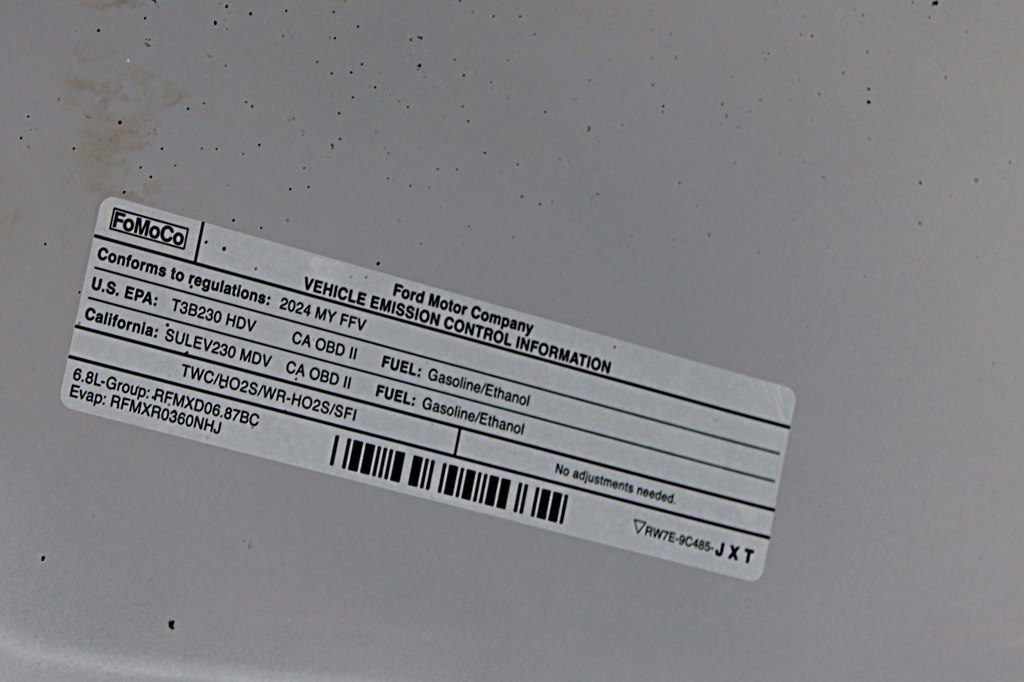 FoMoCo
Ford Motor Company
VEHICLE EMISSION CONTROL INFORMATION
Conforms to regulations: 2024 MY FFV
U.S. EPA: T3B230 HDV CA OBD II FUEL: Gasoline/Ethanol
California: SULEV230 MDV CA OBD II FUEL: Gasoline/Ethanol
TWC/HO2S/WR-HO2S/SFI
No adjustments needed.
6.8L-Group: RFMXD06.87BC
Evap: RFMXR0360NHJ
RW7E-9C485-JXT